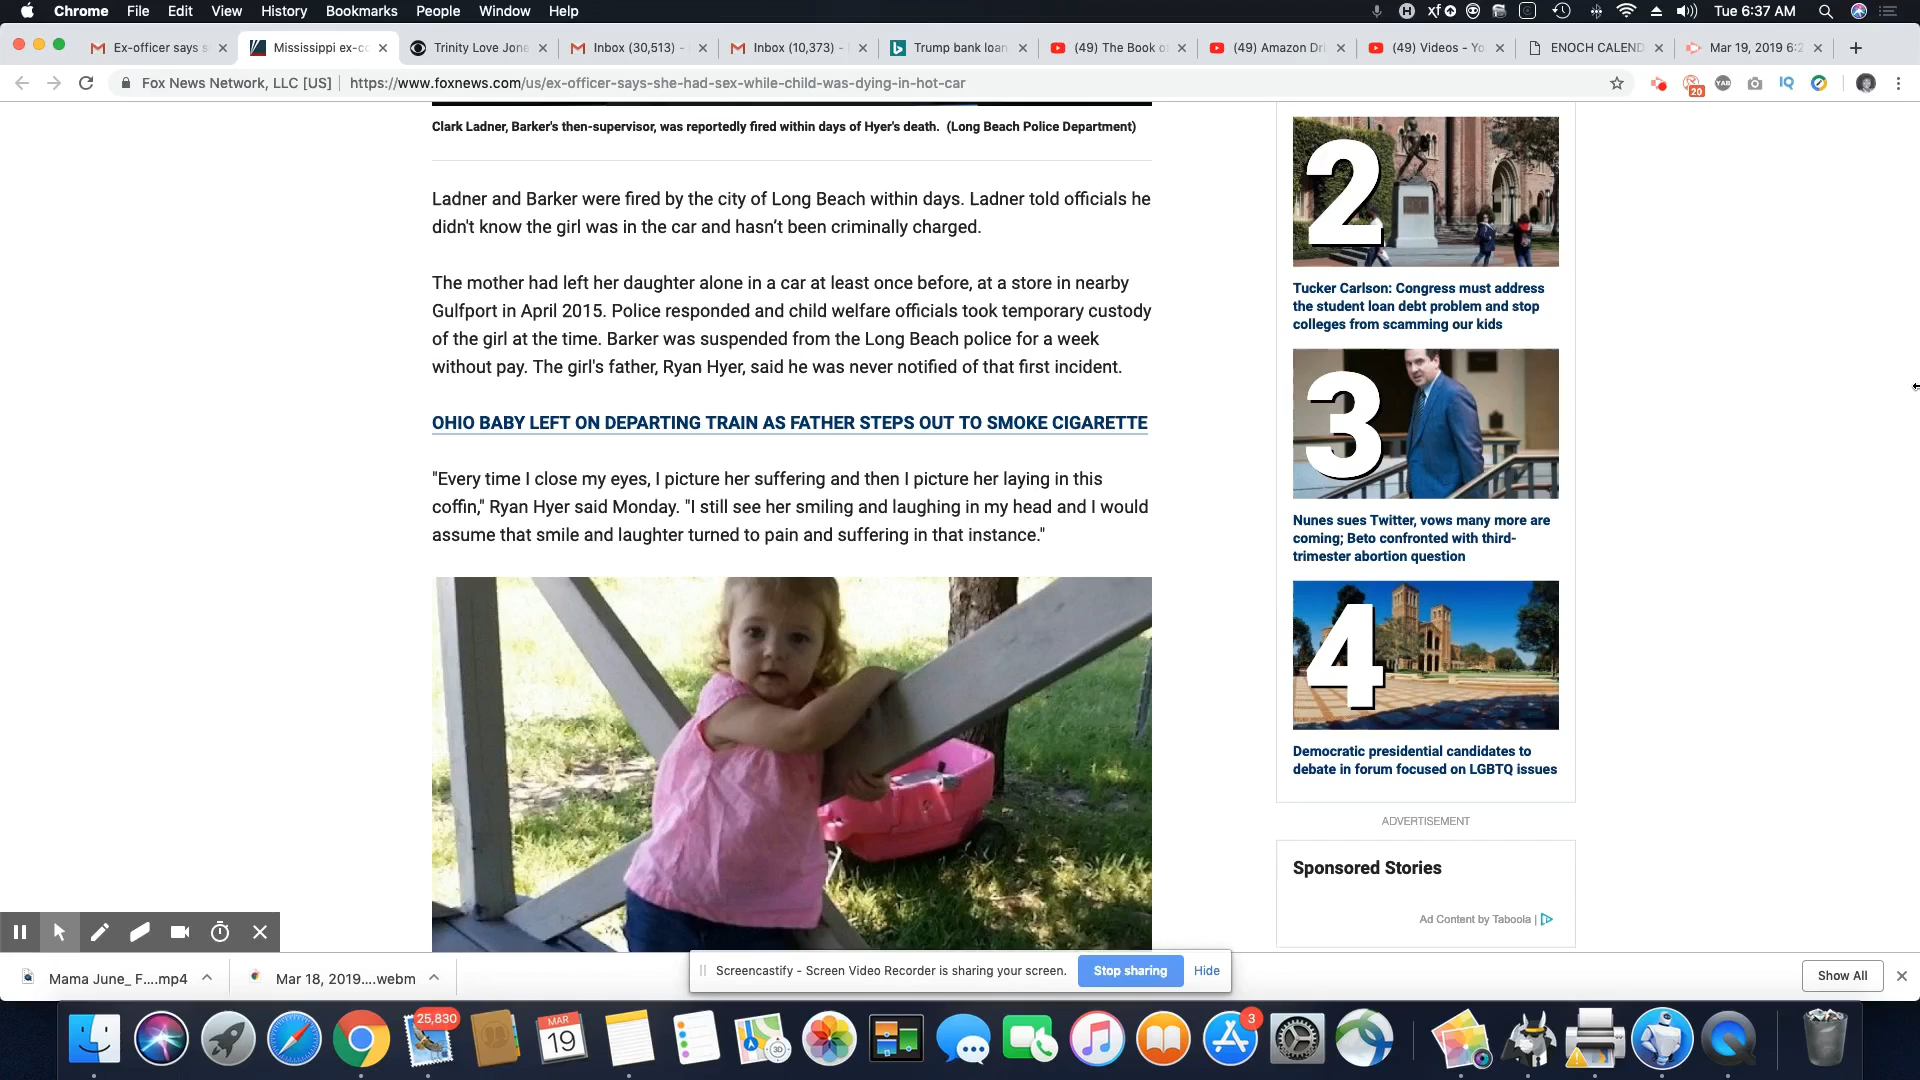 Chrome File Edit View History Bookmarks People Window Help Tue 6:37 AM
Ex-officer says s Mississippi ex-co Trinity Love Jone Inbox (30,513) - Inbox (10,373) - Trump bank loan (49) The Book of (49) Amazon Dri (49) Videos - Yo ENOCH CALEND Mar 19, 2019 6:2
Fox News Network, LLC [US] https://www.foxnews.com/us/ex-officer-says-she-had-sex-while-child-was-dying-in-hot-car
20
YAB
IQ
Clark Ladner, Barker's then-supervisor, was reportedly fired within days of Hyer's death. (Long Beach Police Department)
Ladner and Barker were fired by the city of Long Beach within days. Ladner told officials he
didn't know the girl was in the car and hasn’t been criminally charged.
The mother had left her daughter alone in a car at least once before, at a store in nearby
Gulfport in April 2015. Police responded and child welfare officials took temporary custody
of the girl at the time. Barker was suspended from the Long Beach police for a week
without pay. The girl's father, Ryan Hyer, said he was never notified of that first incident.
OHIO BABY LEFT ON DEPARTING TRAIN AS FATHER STEPS OUT TO SMOKE CIGARETTE
"Every time I close my eyes, I picture her suffering and then I picture her laying in this
coffin," Ryan Hyer said Monday. "I still see her smiling and laughing in my head and I would
assume that smile and laughter turned to pain and suffering in that instance."
2
Tucker Carlson: Congress must address
the student loan debt problem and stop
colleges from scamming our kids
3
Nunes sues Twitter, vows many more are
coming; Beto confronted with third-
trimester abortion question
4
Democratic presidential candidates to
debate in forum focused on LGBTQ issues
ADVERTISEMENT
Sponsored Stories
Ad Content by Taboola |
Screencastify - Screen Video Recorder is sharing your screen. Stop sharing Hide
Mama June_ F....mp4 Mar 18, 2019....webm Show All
25,830
MAR
19
3D
3